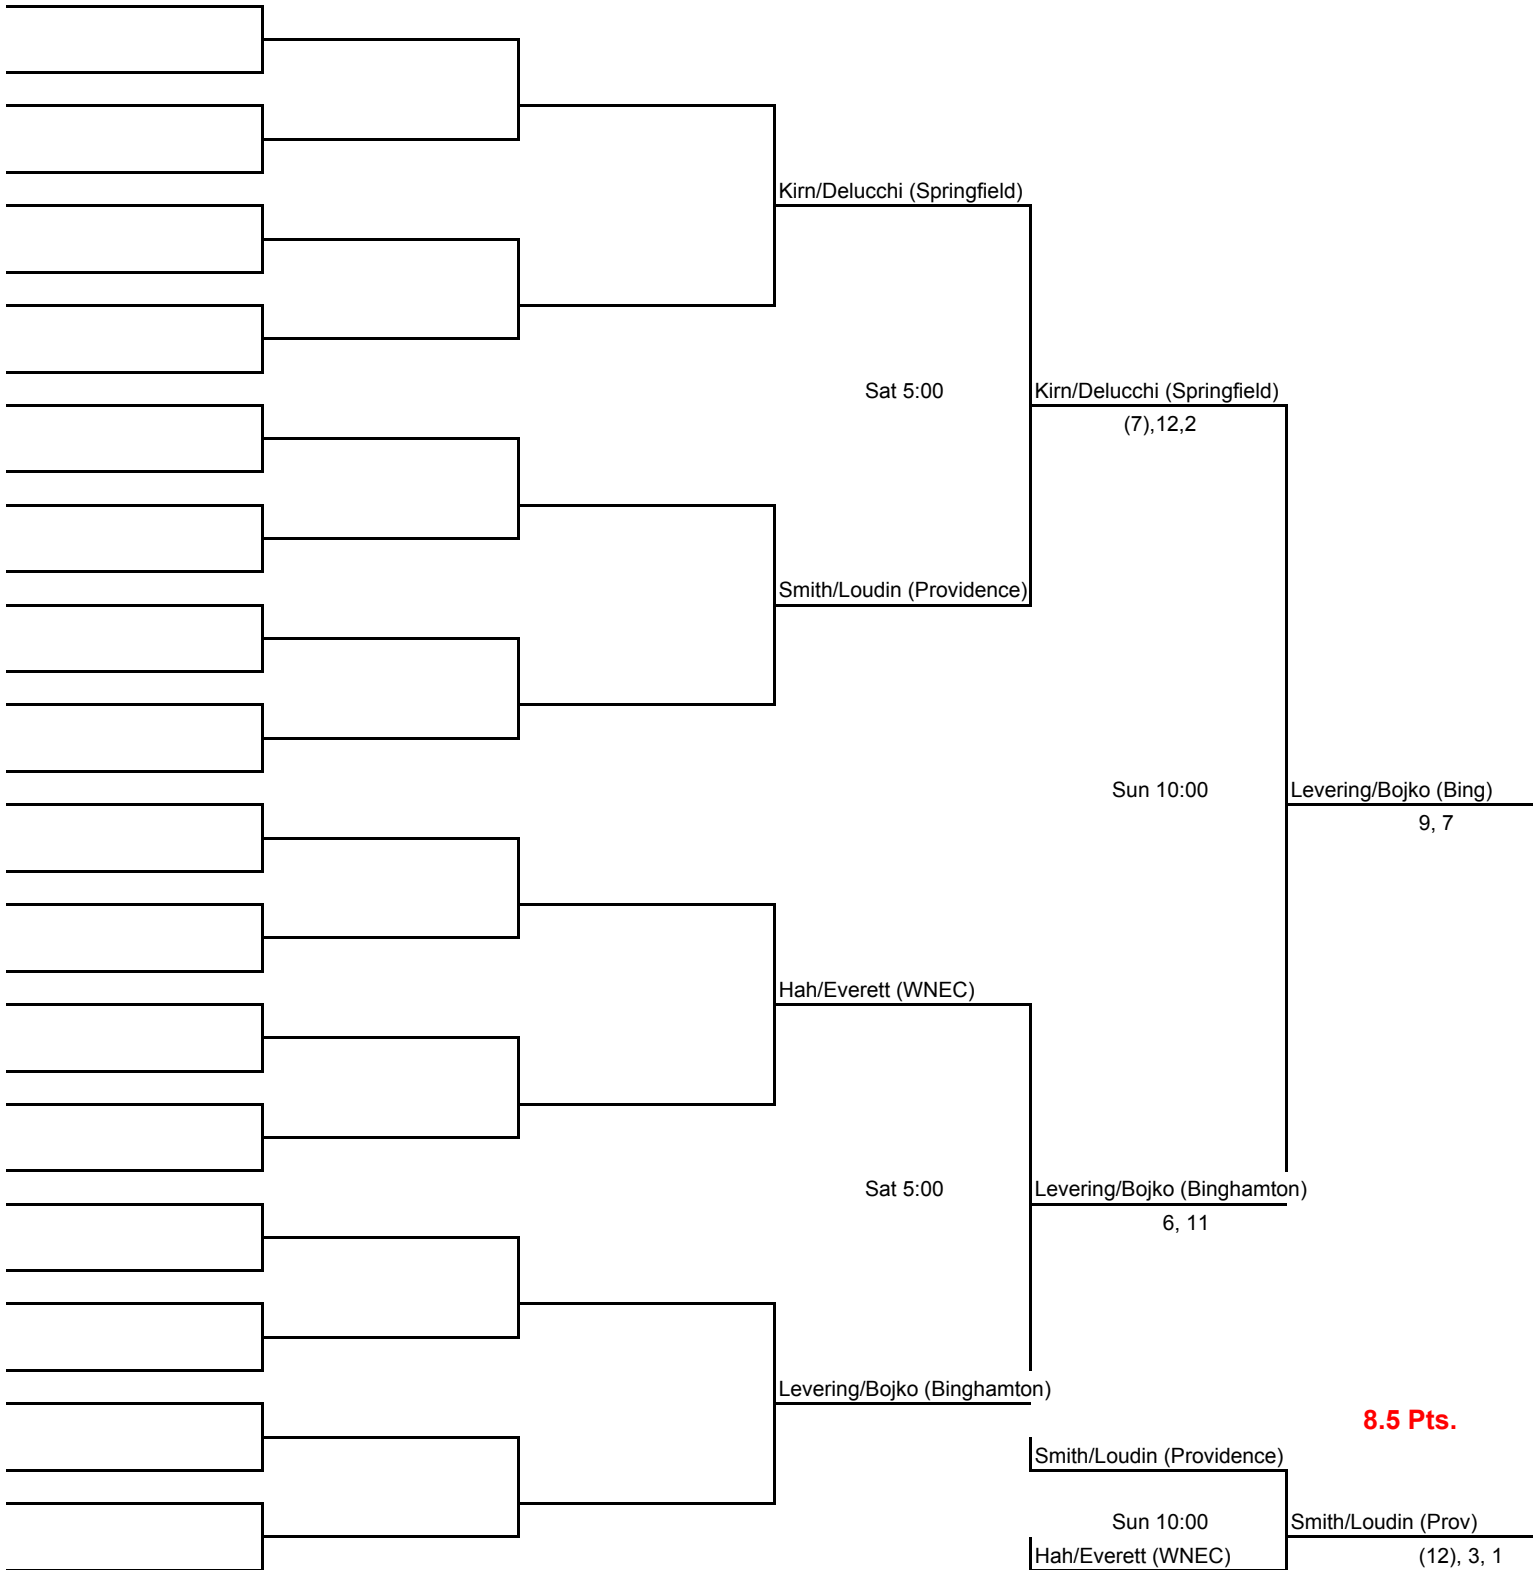 Kirn/Delucchi (Springfield)
Sat 5:00
Kirn/Delucchi (Springfield)
(7),12,2
Smith/Loudin (Providence)
Sun 10:00
Levering/Bojko (Bing)
9, 7
Hah/Everett (WNEC)
Sat 5:00
Levering/Bojko (Binghamton)
6, 11
Levering/Bojko (Binghamton)
8.5 Pts.
Smith/Loudin (Providence)
Sun 10:00
Smith/Loudin (Prov)
Hah/Everett (WNEC)
(12), 3, 1